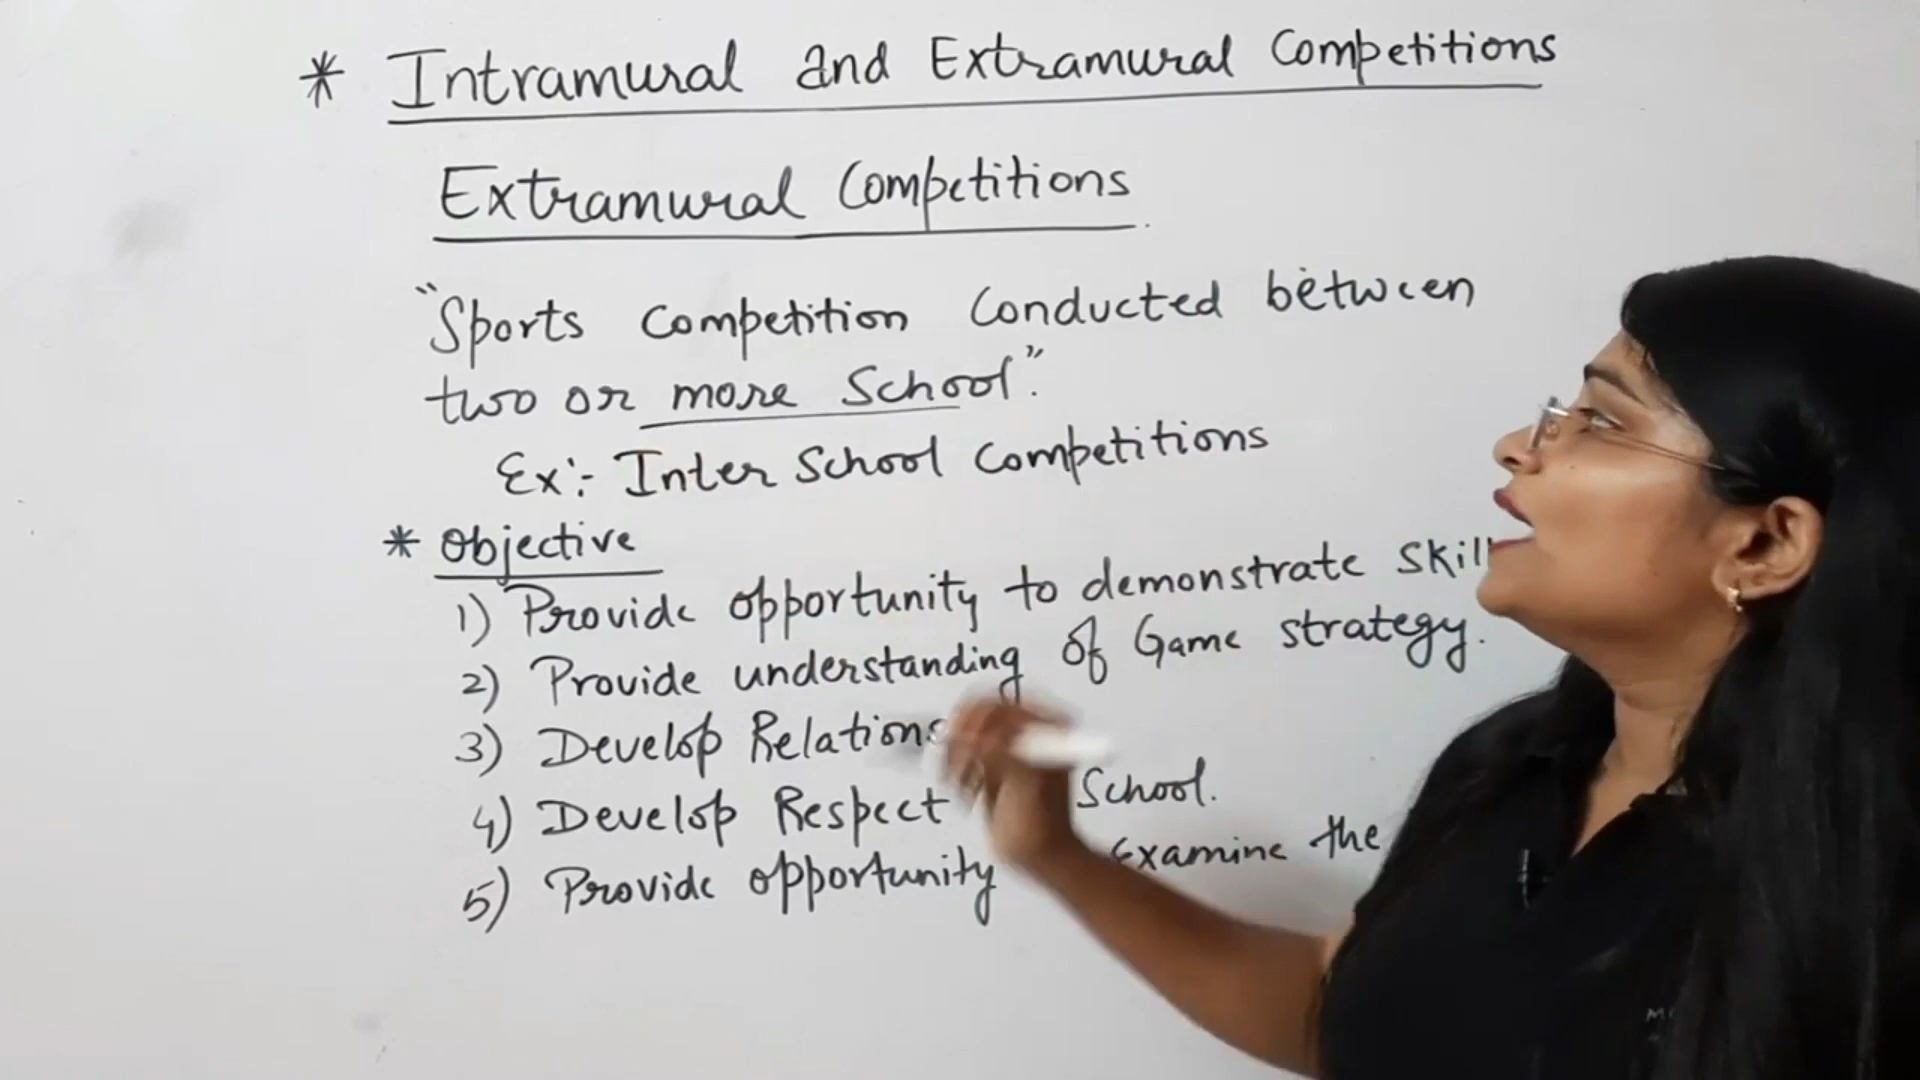 * Intramural and Extramural Competitions
Extramural Competitions
"Sports Competition Conducted between
two or more School".
Ex:- Inter School Competitions
* Objective
1) Provide opportunity to demonstrate
2) Provide understanding of Game strategy.
3) Develop
4) Develop Respect School.
5) Provide opportunity Examine the